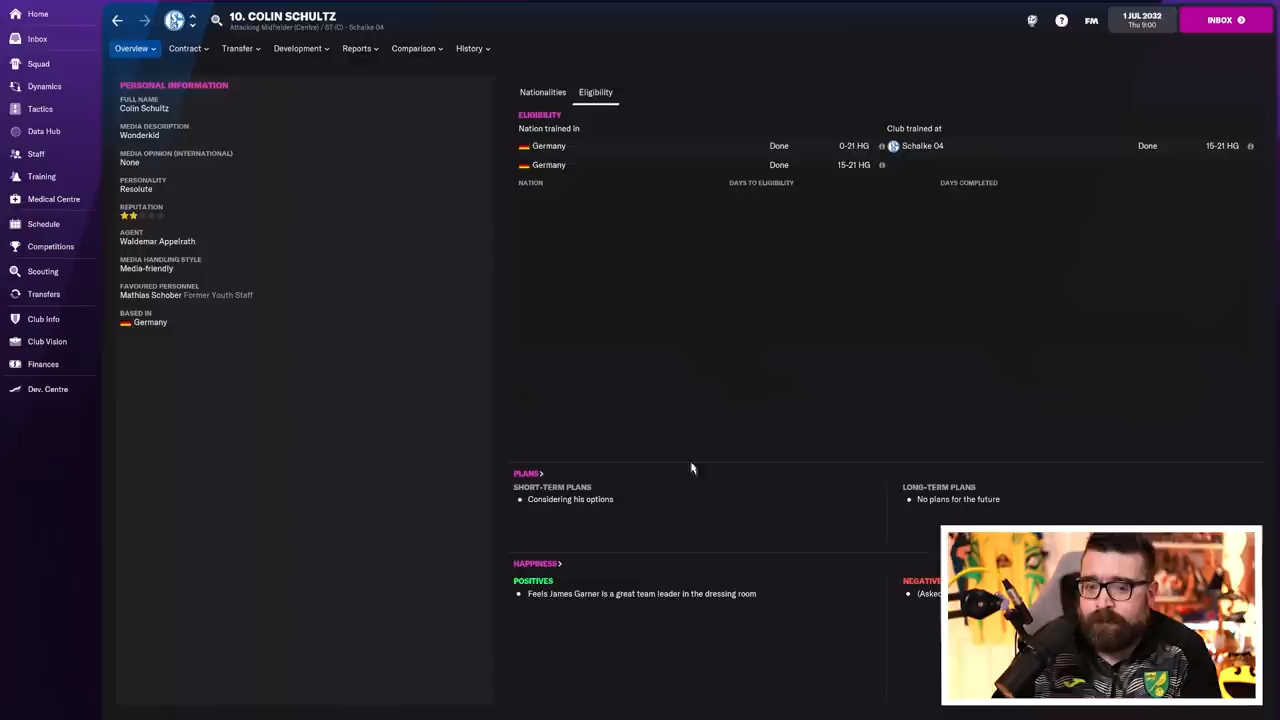 10. COLIN SCHULTZ
Attacking Midfielder (Centre) / ST (C) - Schalke 04
FM
1 JUL 2032
Thu 9:00
INBOX
Home
Inbox
Squad
Dynamics
Tactics
Data Hub
Staff
Training
Medical Centre
Schedule
Competitions
Scouting
Transfers
Club Info
Club Vision
Finances
Dev. Centre
Overview
Contract
Transfer
Development
Reports
Comparison
History
PERSONAL INFORMATION
FULL NAME
Colin Schultz
MEDIA DESCRIPTION
Wonderkid
MEDIA OPINION (INTERNATIONAL)
None
PERSONALITY
Resolute
REPUTATION
AGENT
Waldemar Appelrath
MEDIA HANDLING STYLE
Media-friendly
FAVOURED PERSONNEL
Mathias Schober Former Youth Staff
BASED IN
Germany
Nationalities Eligibility
ELIGIBILITY
Nation trained in Club trained at
Germany Done 0-21 HG Schalke 04 Done 15-21 HG
Germany Done 15-21 HG
NATION DAYS TO ELIGIBILITY DAYS COMPLETED
PLANS
SHORT-TERM PLANS LONG-TERM PLANS
Considering his options No plans for the future
HAPPINESS
POSITIVES
Feels James Garner is a great team leader in the dressing room
NEGATIVE
(Asked